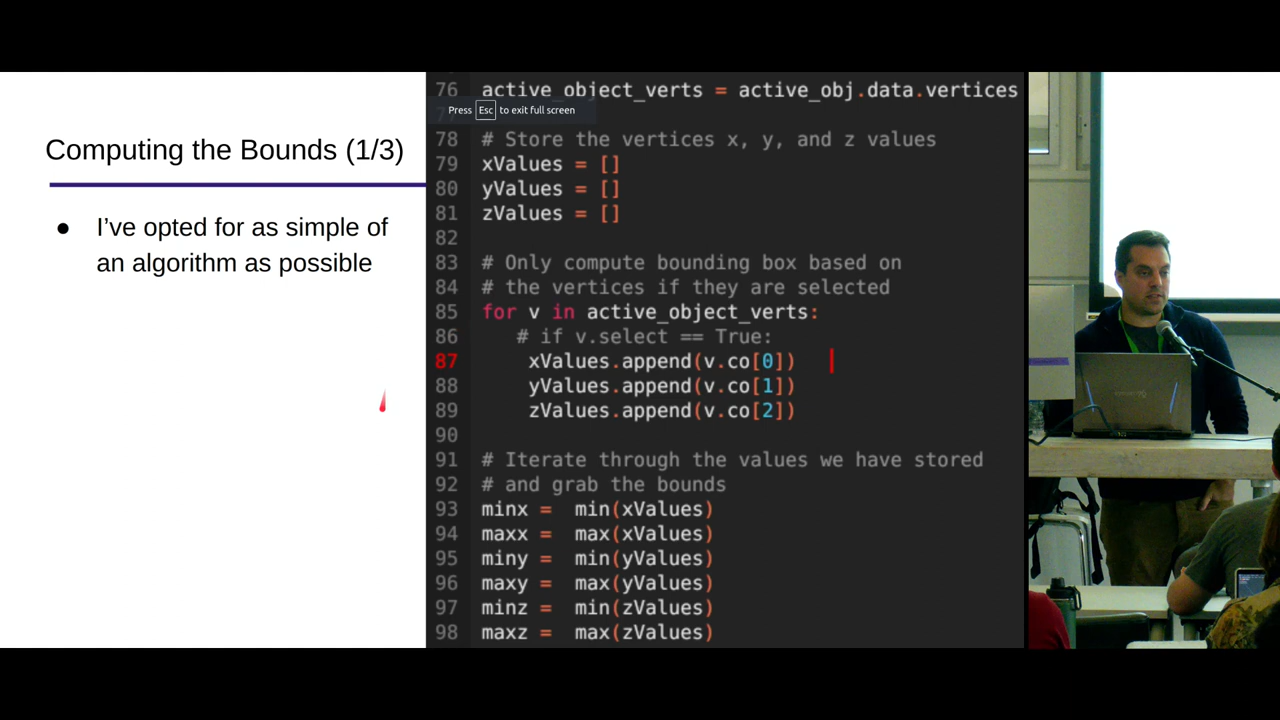 Computing the Bounds (1/3)
● I’ve opted for as simple of
an algorithm as possible
76 active_object_verts = active_obj.data.vertices
Press Esc to exit full screen
78 # Store the vertices x, y, and z values
79 xValues = []
80 yValues = []
81 zValues = []
82
83 # Only compute bounding box based on
84 # the vertices if they are selected
85 for v in active_object_verts:
86 # if v.select == True:
87 xValues.append(v.co[0])
88 yValues.append(v.co[1])
89 zValues.append(v.co[2])
90
91 # Iterate through the values we have stored
92 # and grab the bounds
93 minx = min(xValues)
94 maxx = max(xValues)
95 miny = min(yValues)
96 maxy = max(yValues)
97 minz = min(zValues)
98 maxz = max(zValues)